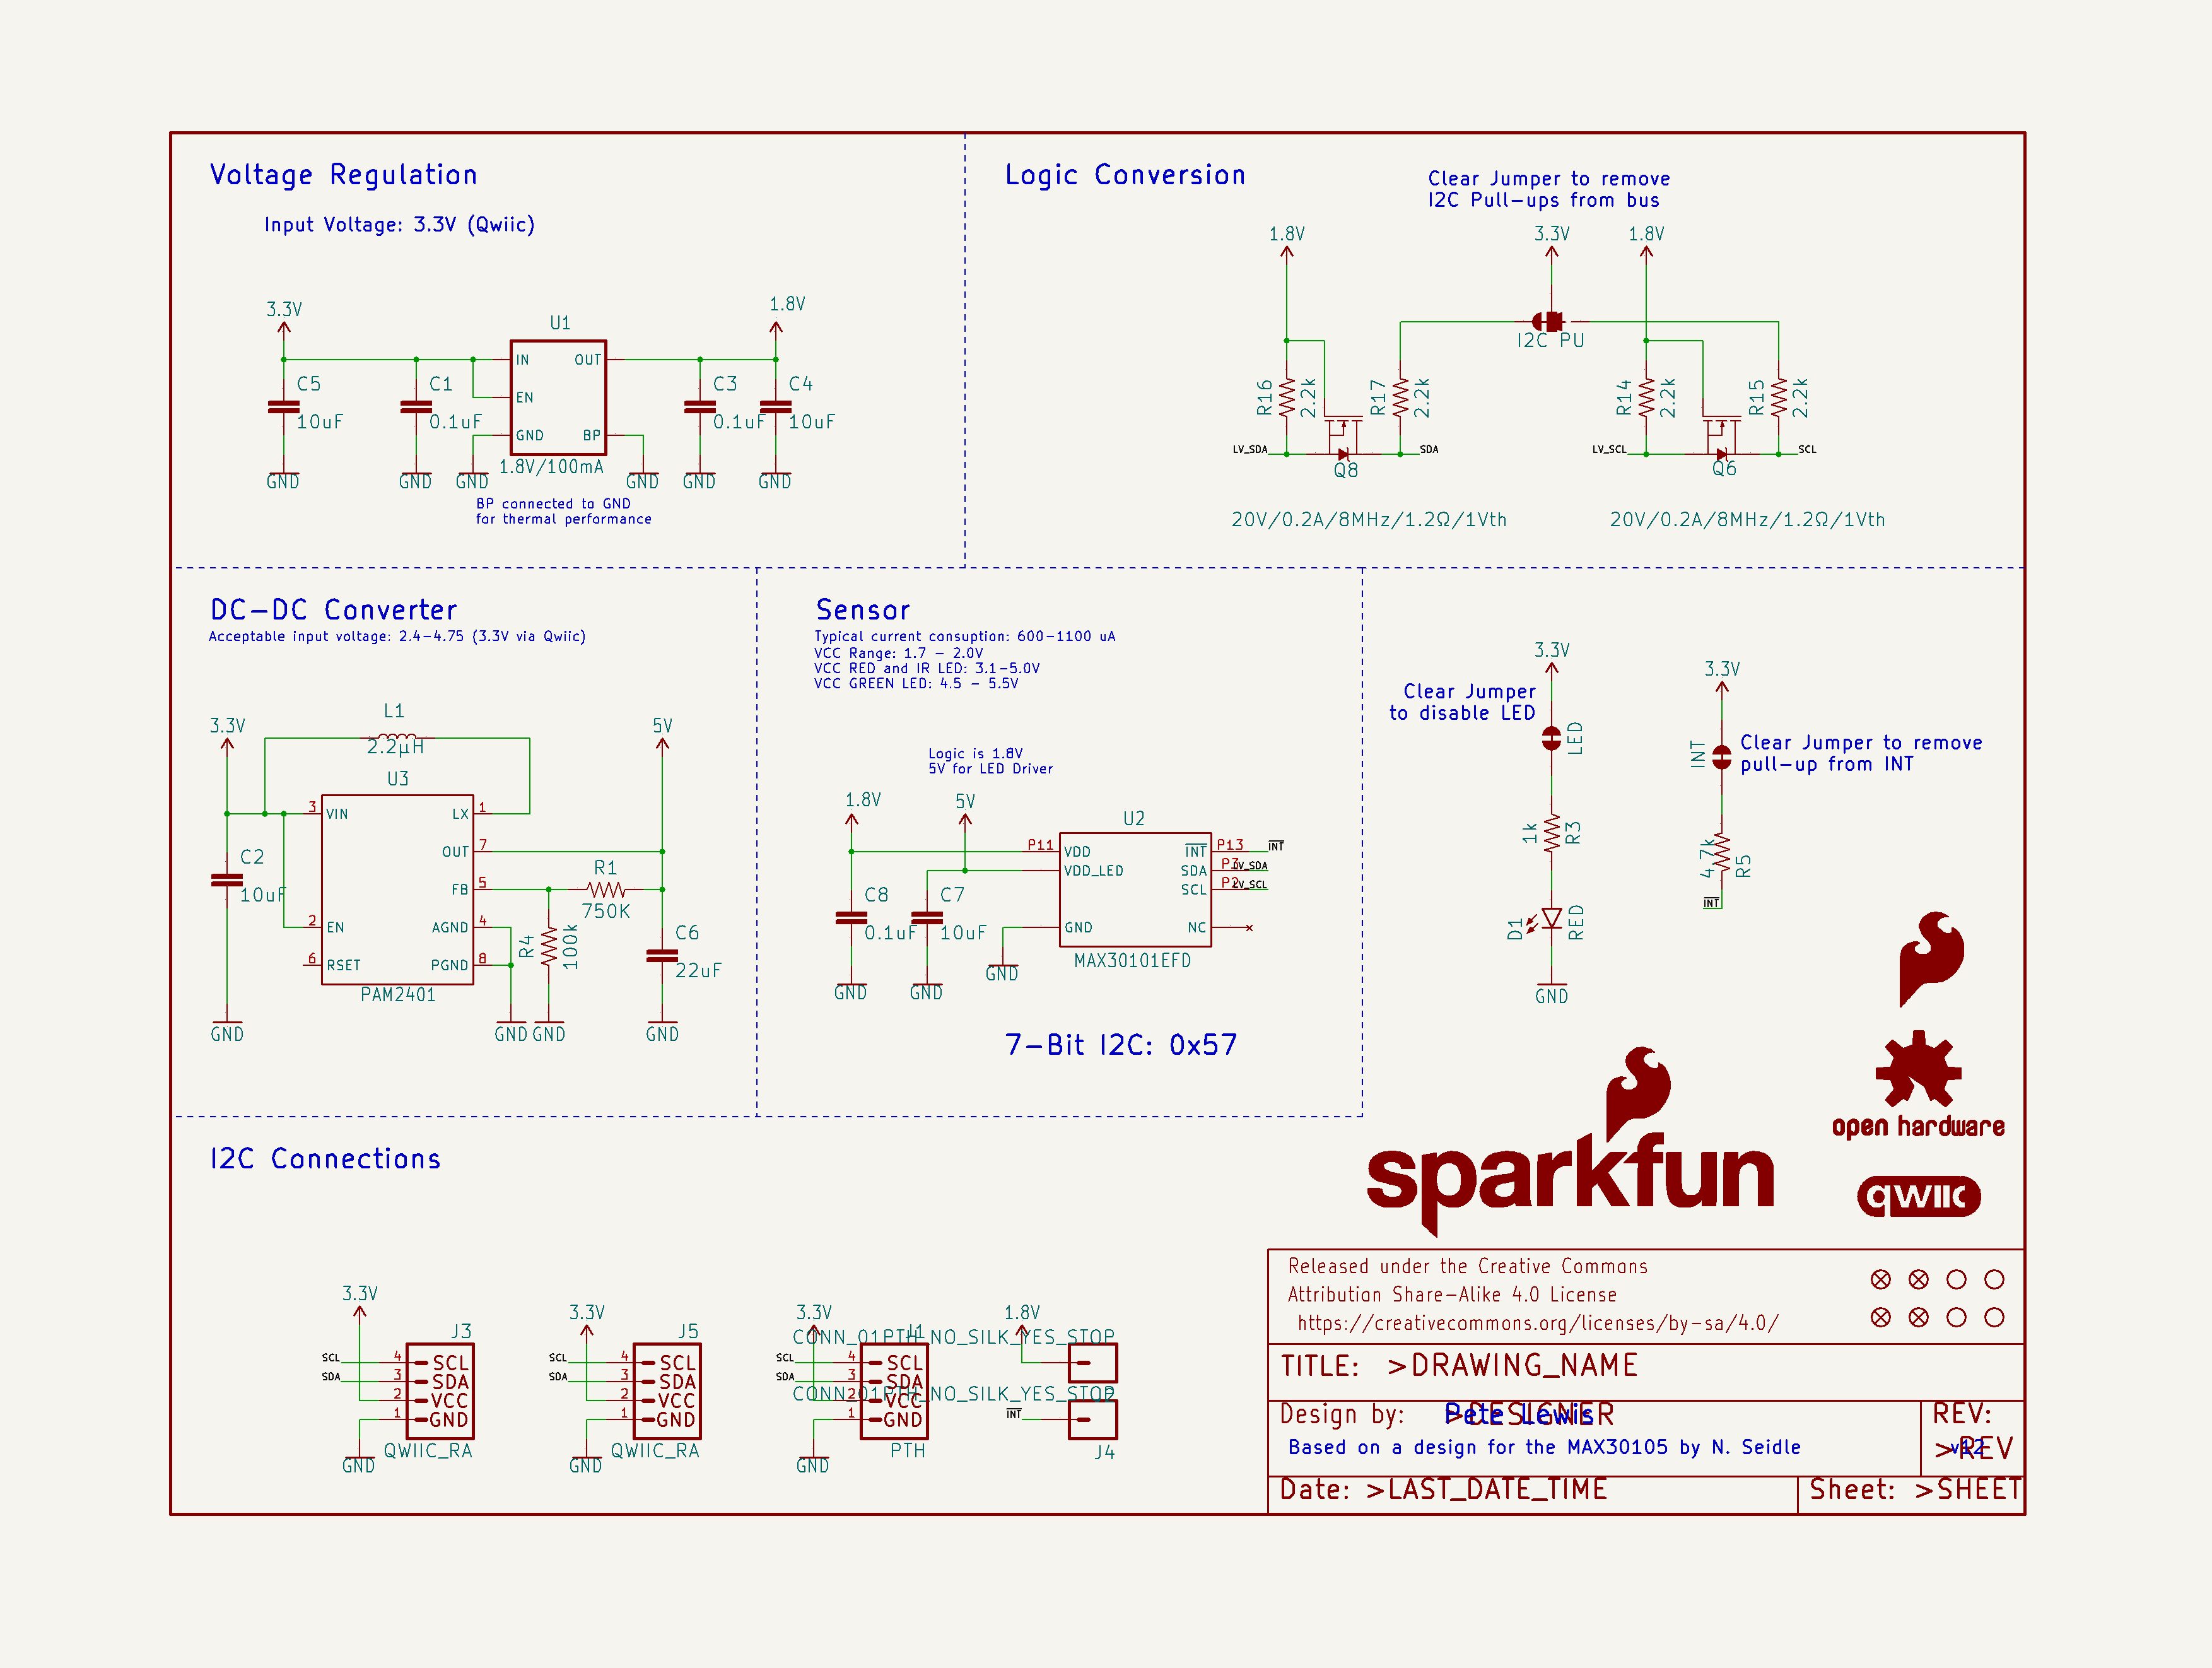 Voltage Regulation
Input Voltage: 3.3V (Qwiic)
3.3V
1.8V
U1
IN
OUT
EN
GND
BP
C5
10uF
C1
0.1uF
C3
0.1uF
C4
10uF
1.8V/100mA
GND
GND
GND
GND
GND
GND
BP connected to GND
for thermal performance
Logic Conversion
Clear Jumper to remove
I2C Pull-ups from bus
1.8V
3.3V
1.8V
I2C PU
R16
2.2k
R17
2.2k
R14
2.2k
R15
2.2k
LV_SDA
SDA
LV_SCL
SCL
Q8
Q6
20V/0.2A/8MHz/1.2Ω/1Vth
20V/0.2A/8MHz/1.2Ω/1Vth
DC-DC Converter
Acceptable input voltage: 2.4-4.75 (3.3V via Qwiic)
L1
2.2µH
3.3V
5V
U3
3
VIN
LX
1
OUT
7
FB
5
2
EN
AGND
4
6
RSET
PGND
8
PAM2401
C2
10uF
R1
750K
R4
100k
C6
22uF
GND
GND
GND
GND
Sensor
Typical current consuption: 600-1100 uA
VCC Range: 1.7 - 2.0V
VCC RED and IR LED: 3.1-5.0V
VCC GREEN LED: 4.5 - 5.5V
Logic is 1.8V
5V for LED Driver
1.8V
5V
U2
P11
VDD
VDD_LED
GND
INT
P13
INT
SDA
P3
LV_SDA
SCL
P2
LV_SCL
NC
MAX30101EFD
C8
0.1uF
C7
10uF
GND
GND
GND
7-Bit I2C: 0x57
3.3V
Clear Jumper
to disable LED
LED
1k
R3
D1
RED
GND
3.3V
INT
Clear Jumper to remove
pull-up from INT
4.7k
R5
INT
I2C Connections
3.3V
J3
SCL
SDA
4
SCL
3
SDA
2
VCC
1
GND
QWIIC_RA
GND
3.3V
J5
SCL
SDA
4
SCL
3
SDA
2
VCC
1
GND
QWIIC_RA
GND
3.3V
J1
SCL
SDA
4
SCL
3
SDA
2
VCC
1
GND
PTH
GND
1.8V
CONN_01PTH_NO_SILK_YES_STOP
CONN_01PTH_NO_SILK_YES_STOP
INT
J4
sparkfun
open hardware
qwiic
Released under the Creative Commons
Attribution Share-Alike 4.0 License
https://creativecommons.org/licenses/by-sa/4.0/
TITLE: >DRAWING_NAME
Design by: >DESIGNER
Pete Lewis
Based on a design for the MAX30105 by N. Seidle
REV:
>REV
v12
Date: >LAST_DATE_TIME
Sheet: >SHEET